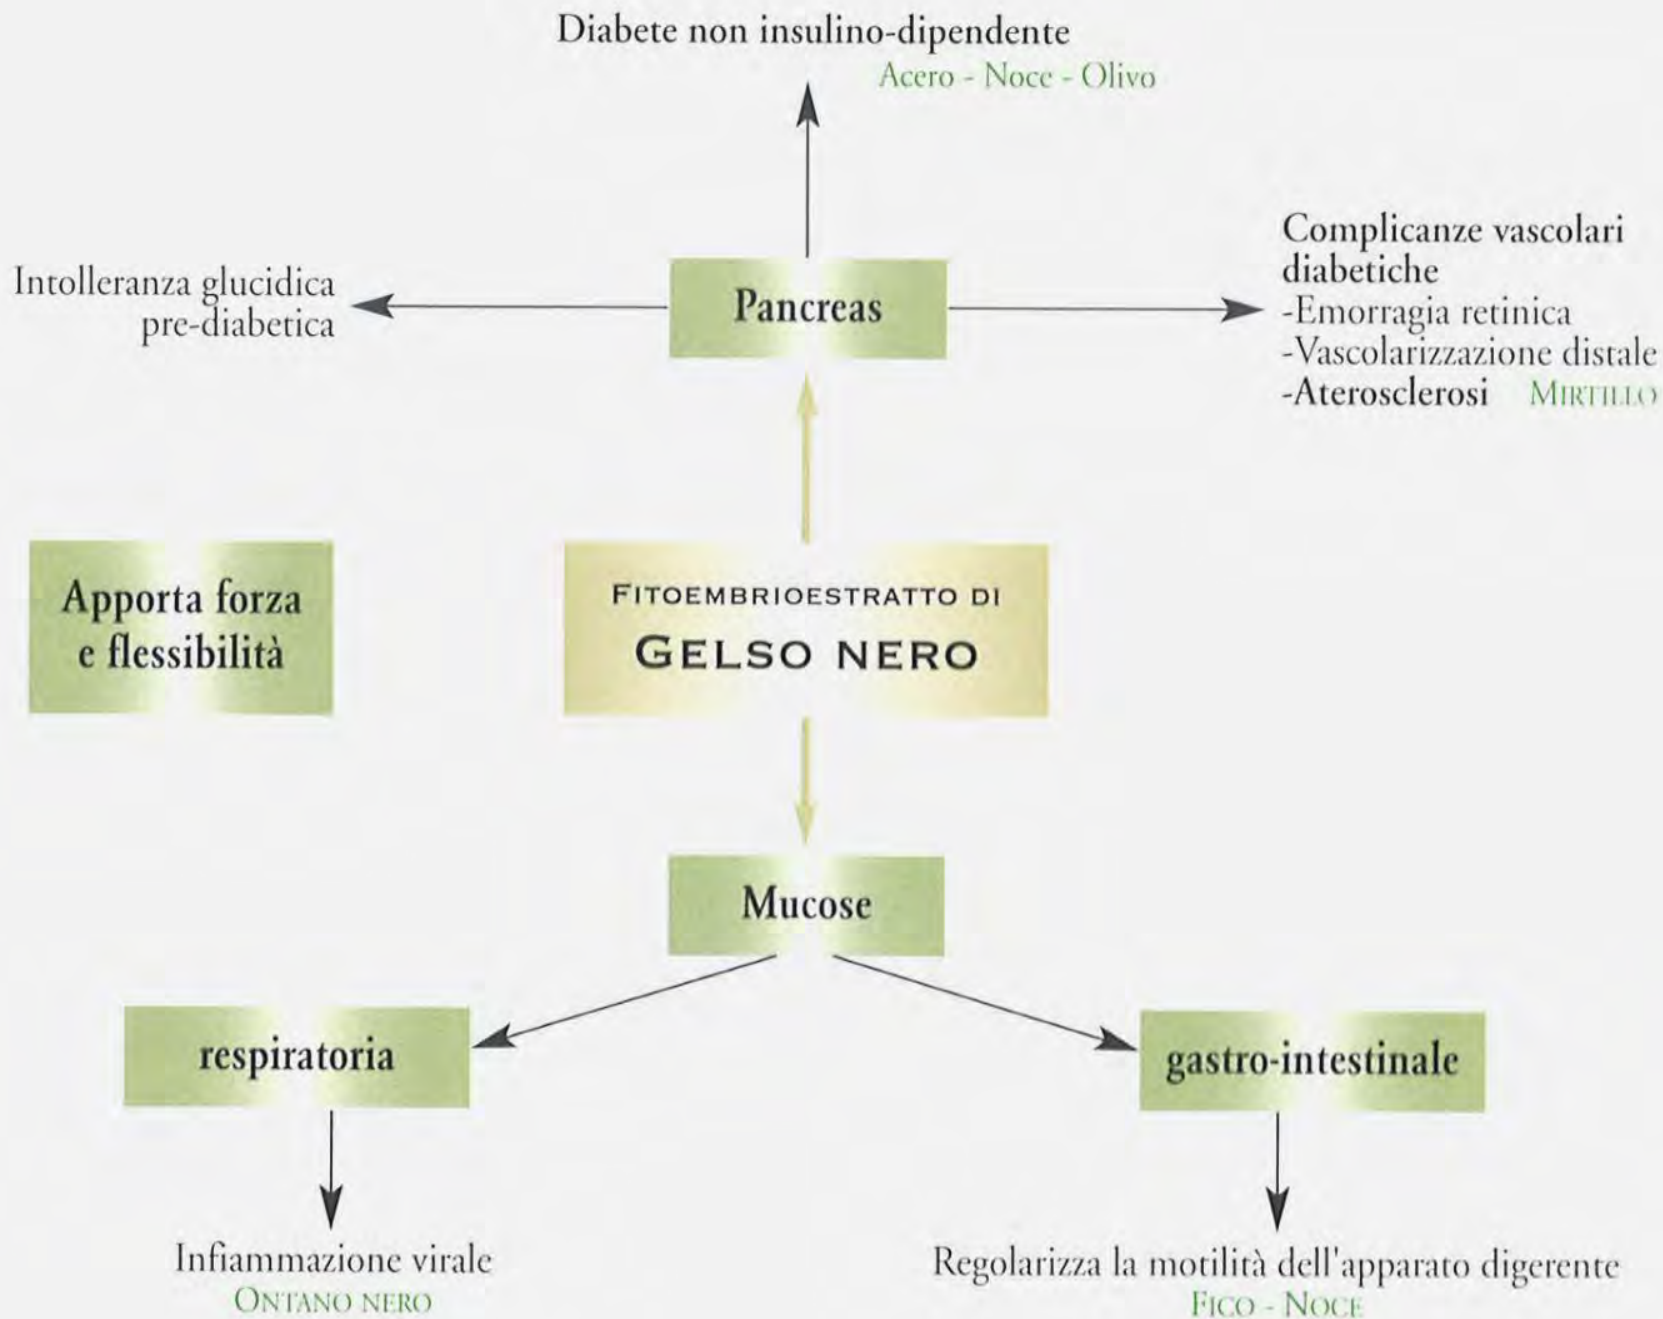 Diabete non insulino-dipendente
Acero - Noce - Olivo
Intolleranza glucidica
pre-diabetica
Pancreas
Complicanze vascolari
diabetiche
-Emorragia retinica
-Vascolarizzazione distale
-Aterosclerosi MIRTILLO
Apporta forza
e flessibilità
FITOEMBRIOESTRATTO DI
GELSO NERO
Mucose
respiratoria
gastro-intestinale
Infiammazione virale
ONTANO NERO
Regolarizza la motilità dell'apparato digerente
FICO - NOCE